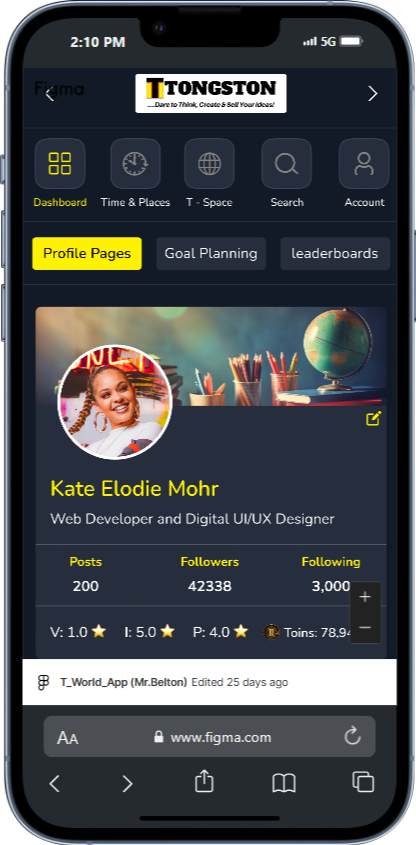 2:10 PM
5G
Figma
TTONGSTON
....Dare to Think, Create & Sell Your Ideas!
Dashboard
Time & Places
T - Space
Search
Account
Profile Pages
Goal Planning
leaderboards
Kate Elodie Mohr
Web Developer and Digital UI/UX Designer
Posts
Followers
Following
200
42338
3,000
V: 1.0
I: 5.0
P: 4.0
Toins: 78,94
+
−
T_World_App (Mr.Belton) Edited 25 days ago
AA
www.figma.com